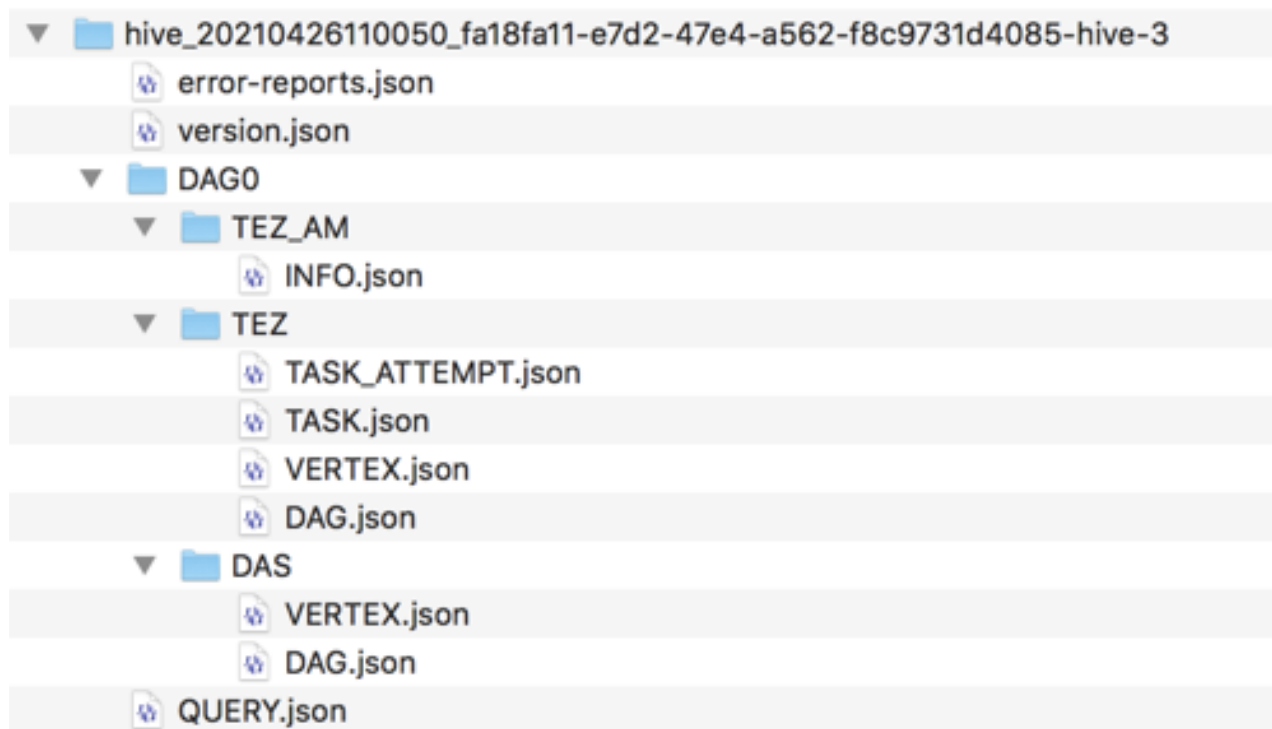 hive_20210426110050_fa18fa11-e7d2-47e4-a562-f8c9731d4085-hive-3
error-reports.json
version.json
DAG0
TEZ_AM
INFO.json
TEZ
TASK_ATTEMPT.json
TASK.json
VERTEX.json
DAG.json
DAS
VERTEX.json
DAG.json
QUERY.json